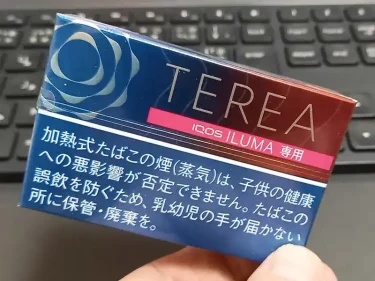 TEREA
IQOS ILUMA 専用
加熱式たばこの煙(蒸気)は、子供の健康
への悪影響が否定できません。たばこの
誤飲を防ぐため、乳幼児の手が届かない
所に保管・廃棄を。